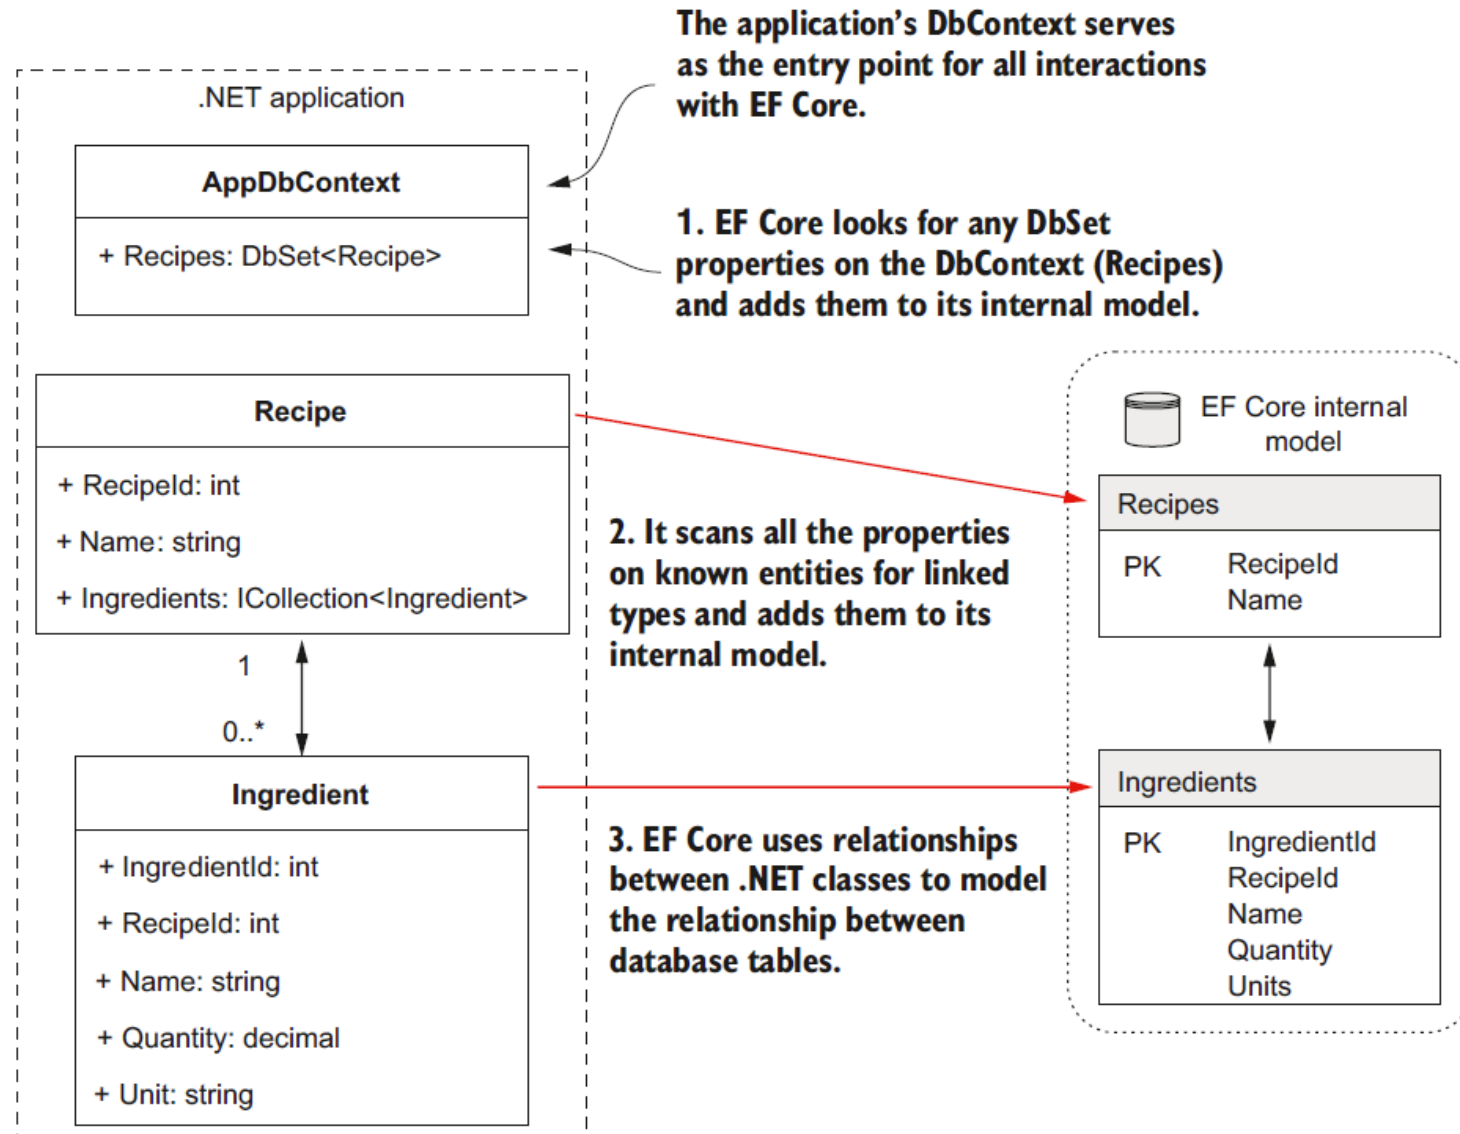 The application's DbContext serves
as the entry point for all interactions
with EF Core.
.NET application
AppDbContext
+ Recipes: DbSet<Recipe>
1. EF Core looks for any DbSet
properties on the DbContext (Recipes)
and adds them to its internal model.
Recipe
+ RecipeId: int
+ Name: string
+ Ingredients: ICollection<Ingredient>
EF Core internal
model
Recipes
PK RecipeId
Name
2. It scans all the properties
on known entities for linked
types and adds them to its
internal model.
1
0..*
Ingredient
+ IngredientId: int
+ RecipeId: int
+ Name: string
+ Quantity: decimal
+ Unit: string
3. EF Core uses relationships
between .NET classes to model
the relationship between
database tables.
Ingredients
PK IngredientId
RecipeId
Name
Quantity
Units